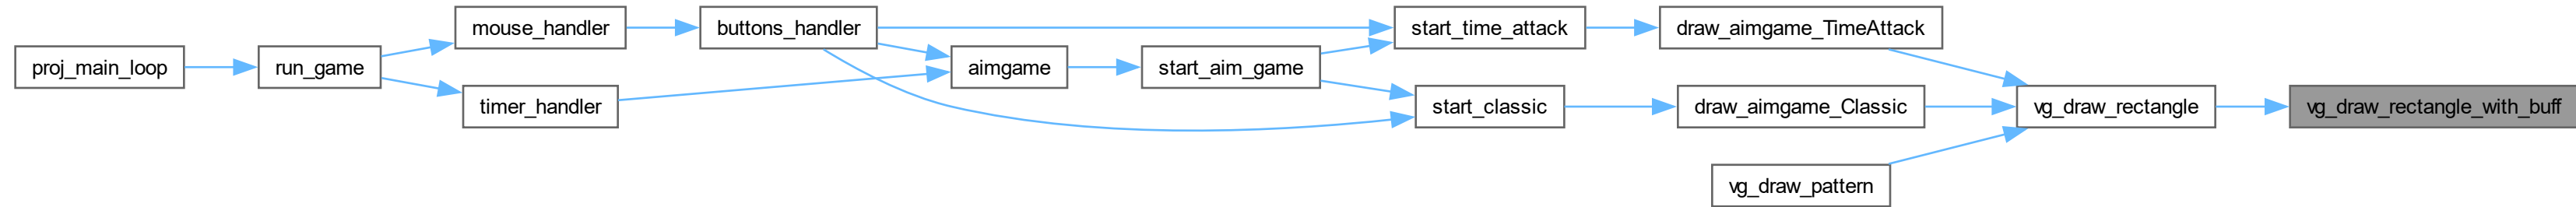 proj_main_loop
run_game
mouse_handler
timer_handler
buttons_handler
aimgame
start_aim_game
start_time_attack
start_classic
draw_aimgame_TimeAttack
draw_aimgame_Classic
vg_draw_pattern
vg_draw_rectangle
vg_draw_rectangle_with_buff